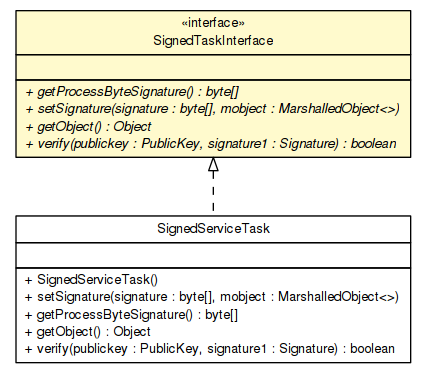 «interface»
SignedTaskInterface
+ getProcessByteSignature() : byte[]
+ setSignature(signature : byte[], mobject : MarshalledObject<>)
+ getObject() : Object
+ verify(publickey : PublicKey, signature1 : Signature) : boolean
SignedServiceTask
+ SignedServiceTask()
+ setSignature(signature : byte[], mobject : MarshalledObject<>)
+ getProcessByteSignature() : byte[]
+ getObject() : Object
+ verify(publickey : PublicKey, signature1 : Signature) : boolean